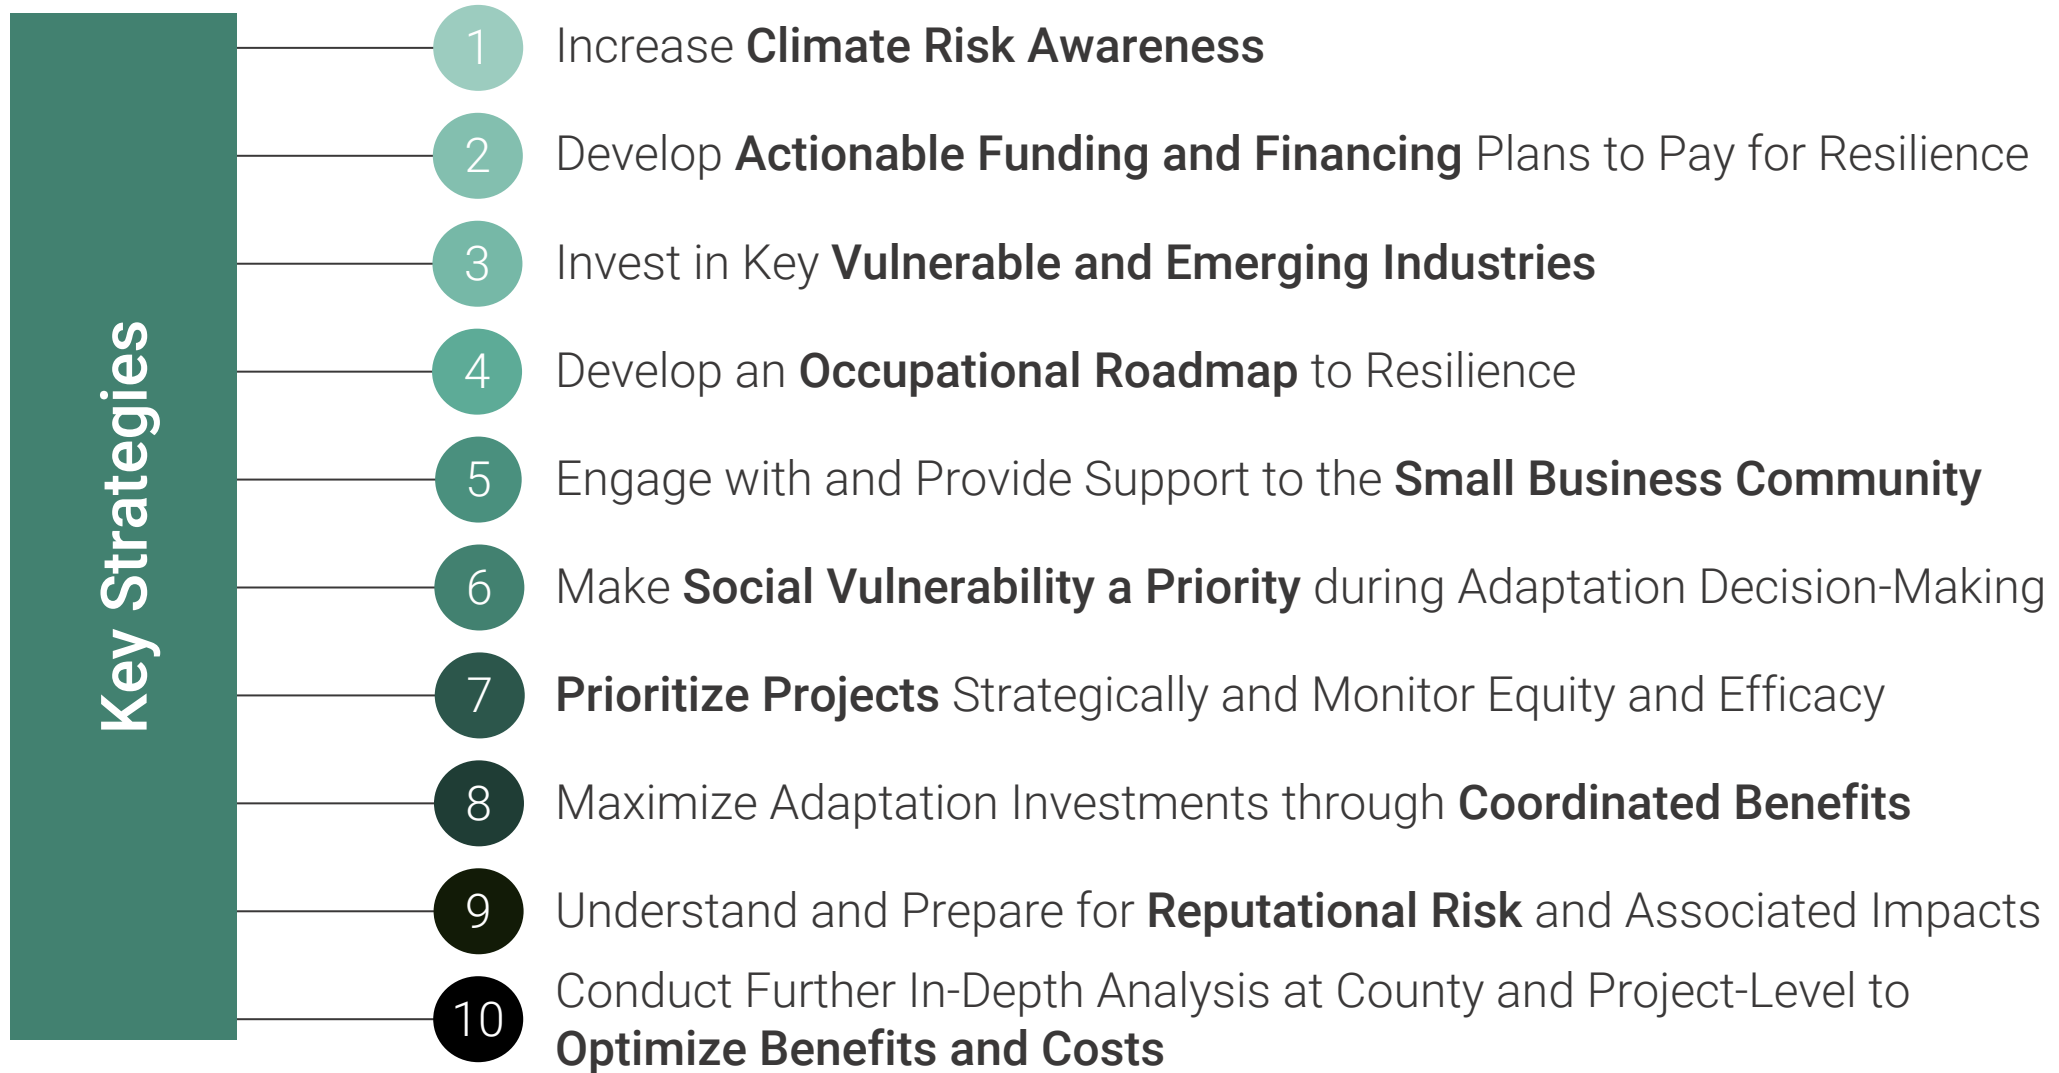 Key Strategies
1 Increase Climate Risk Awareness
2 Develop Actionable Funding and Financing Plans to Pay for Resilience
3 Invest in Key Vulnerable and Emerging Industries
4 Develop an Occupational Roadmap to Resilience
5 Engage with and Provide Support to the Small Business Community
6 Make Social Vulnerability a Priority during Adaptation Decision-Making
7 Prioritize Projects Strategically and Monitor Equity and Efficacy
8 Maximize Adaptation Investments through Coordinated Benefits
9 Understand and Prepare for Reputational Risk and Associated Impacts
10 Conduct Further In-Depth Analysis at County and Project-Level to
Optimize Benefits and Costs